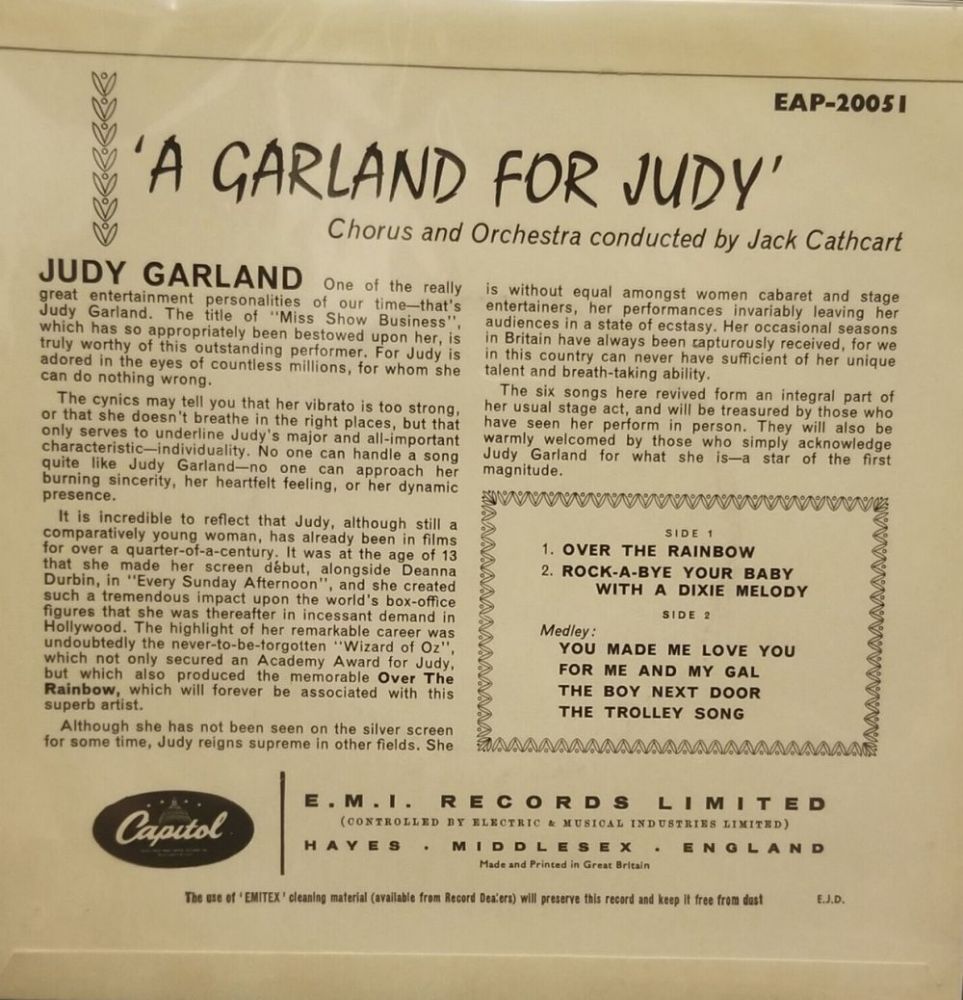 EAP-20051
'A GARLAND FOR JUDY'
Chorus and Orchestra conducted by Jack Cathcart
JUDY GARLAND One of the really
great entertainment personalities of our time—that's
Judy Garland. The title of "Miss Show Business",
which has so appropriately been bestowed upon her, is
truly worthy of this outstanding performer. For Judy is
adored in the eyes of countless millions, for whom she
can do nothing wrong.
The cynics may tell you that her vibrato is too strong,
or that she doesn't breathe in the right places, but that
only serves to underline Judy's major and all-important
characteristic—individuality. No one can handle a song
quite like Judy Garland—no one can approach her
burning sincerity, her heartfelt feeling, or her dynamic
presence.
It is incredible to reflect that Judy, although still a
comparatively young woman, has already been in films
for over a quarter-of-a-century. It was at the age of 13
that she made her screen début, alongside Deanna
Durbin, in "Every Sunday Afternoon", and she created
such a tremendous impact upon the world's box-office
figures that she was thereafter in incessant demand in
Hollywood. The highlight of her remarkable career was
undoubtedly the never-to-be-forgotten "Wizard of Oz",
which not only secured an Academy Award for Judy,
but which also produced the memorable Over The
Rainbow, which will forever be associated with this
superb artist.
Although she has not been seen on the silver screen
for some time, Judy reigns supreme in other fields. She
is without equal amongst women cabaret and stage
entertainers, her performances invariably leaving her
audiences in a state of ecstasy. Her occasional seasons
in Britain have always been rapturously received, for we
in this country can never have sufficient of her unique
talent and breath-taking ability.
The six songs here revived form an integral part of
her usual stage act, and will be treasured by those who
have seen her perform in person. They will also be
warmly welcomed by those who simply acknowledge
Judy Garland for what she is—a star of the first
magnitude.
SIDE 1
1. OVER THE RAINBOW
2. ROCK-A-BYE YOUR BABY
WITH A DIXIE MELODY
SIDE 2
Medley:
YOU MADE ME LOVE YOU
FOR ME AND MY GAL
THE BOY NEXT DOOR
THE TROLLEY SONG
Capitol
E.M.I. RECORDS LIMITED
(CONTROLLED BY ELECTRIC & MUSICAL INDUSTRIES LIMITED)
HAYES . MIDDLESEX . ENGLAND
Made and Printed in Great Britain
The use of 'EMITEX' cleaning material (available from Record Dealers) will preserve this record and keep it free from dust
E.J.D.